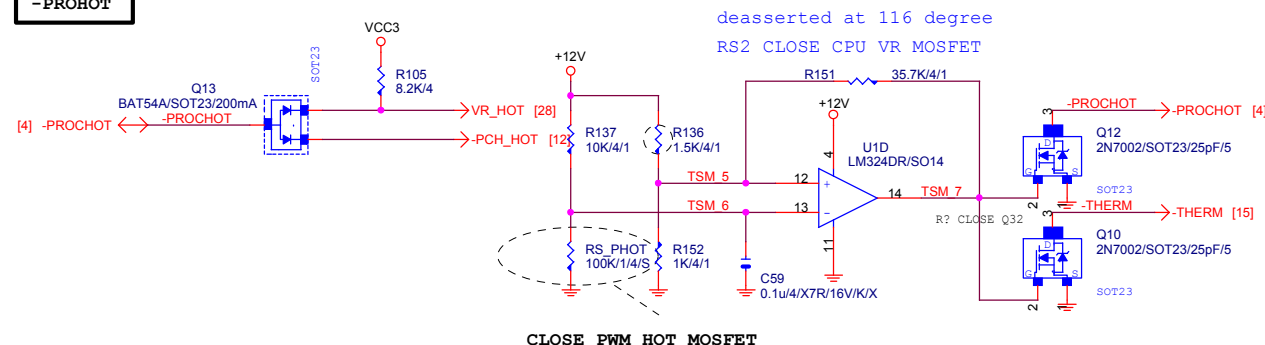 -PROHOT
deasserted at 116 degree
RS2 CLOSE CPU VR MOSFET
VCC3
SOT23
R105
8.2K/4
Q13
BAT54A/SOT23/200mA
[4] -PROCHOT
-PROCHOT
VR_HOT [28]
-PCH_HOT [12]
+12V
R137
10K/4/1
R136
1.5K/4/1
R151
35.7K/4/1
+12V
4
U1D
LM324DR/SO14
TSM_5
12
+
TSM_6
13
−
14
TSM_7
11
R? CLOSE Q32
RS_PHOT
100K/1/4/S
R152
1K/4/1
C59
0.1u/4/X7R/16V/K/X
-PROCHOT
-PROCHOT [4]
3
D
G
S
2
1
Q12
2N7002/SOT23/25pF/5
SOT23
-THERM
-THERM [15]
3
D
G
S
2
1
Q10
2N7002/SOT23/25pF/5
SOT23
CLOSE PWM HOT MOSFET